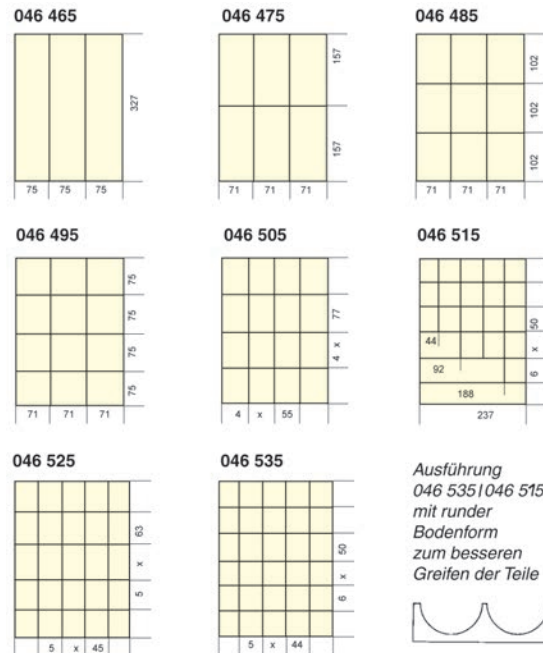 046 465
046 475
046 485
327
75 75 75
157
157
71 71 71
102
102
102
71 71 71
046 495
046 505
046 515
75
75
75
75
71 71 71
77
4 x
4 x 55
50
x
6
44
92
188
237
046 525
046 535
63
x
5
5 x 45
50
x
6
5 x 44
Ausführung
046 535 | 046 515
mit runder
Bodenform
zum besseren
Greifen der Teile